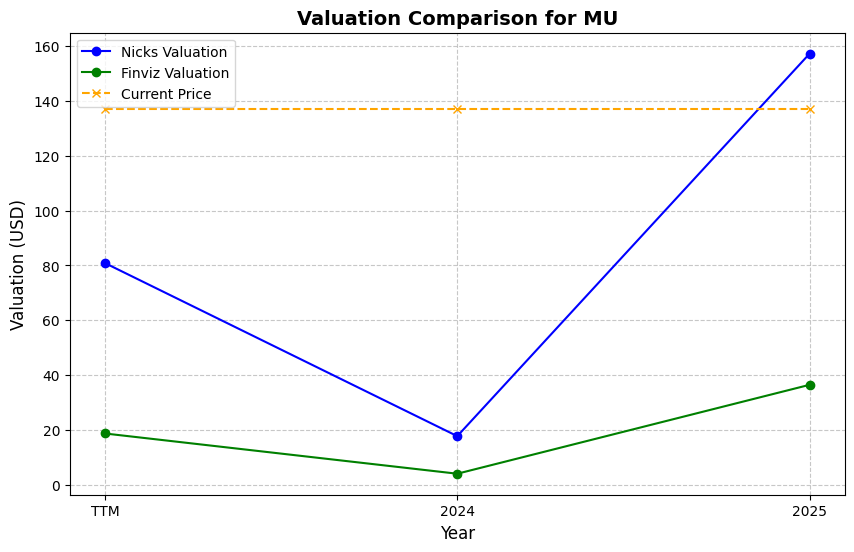 Valuation Comparison for MU
Nicks Valuation
Finviz Valuation
Current Price
Valuation (USD)
160
140
120
100
80
60
40
20
0
TTM
2024
2025
Year